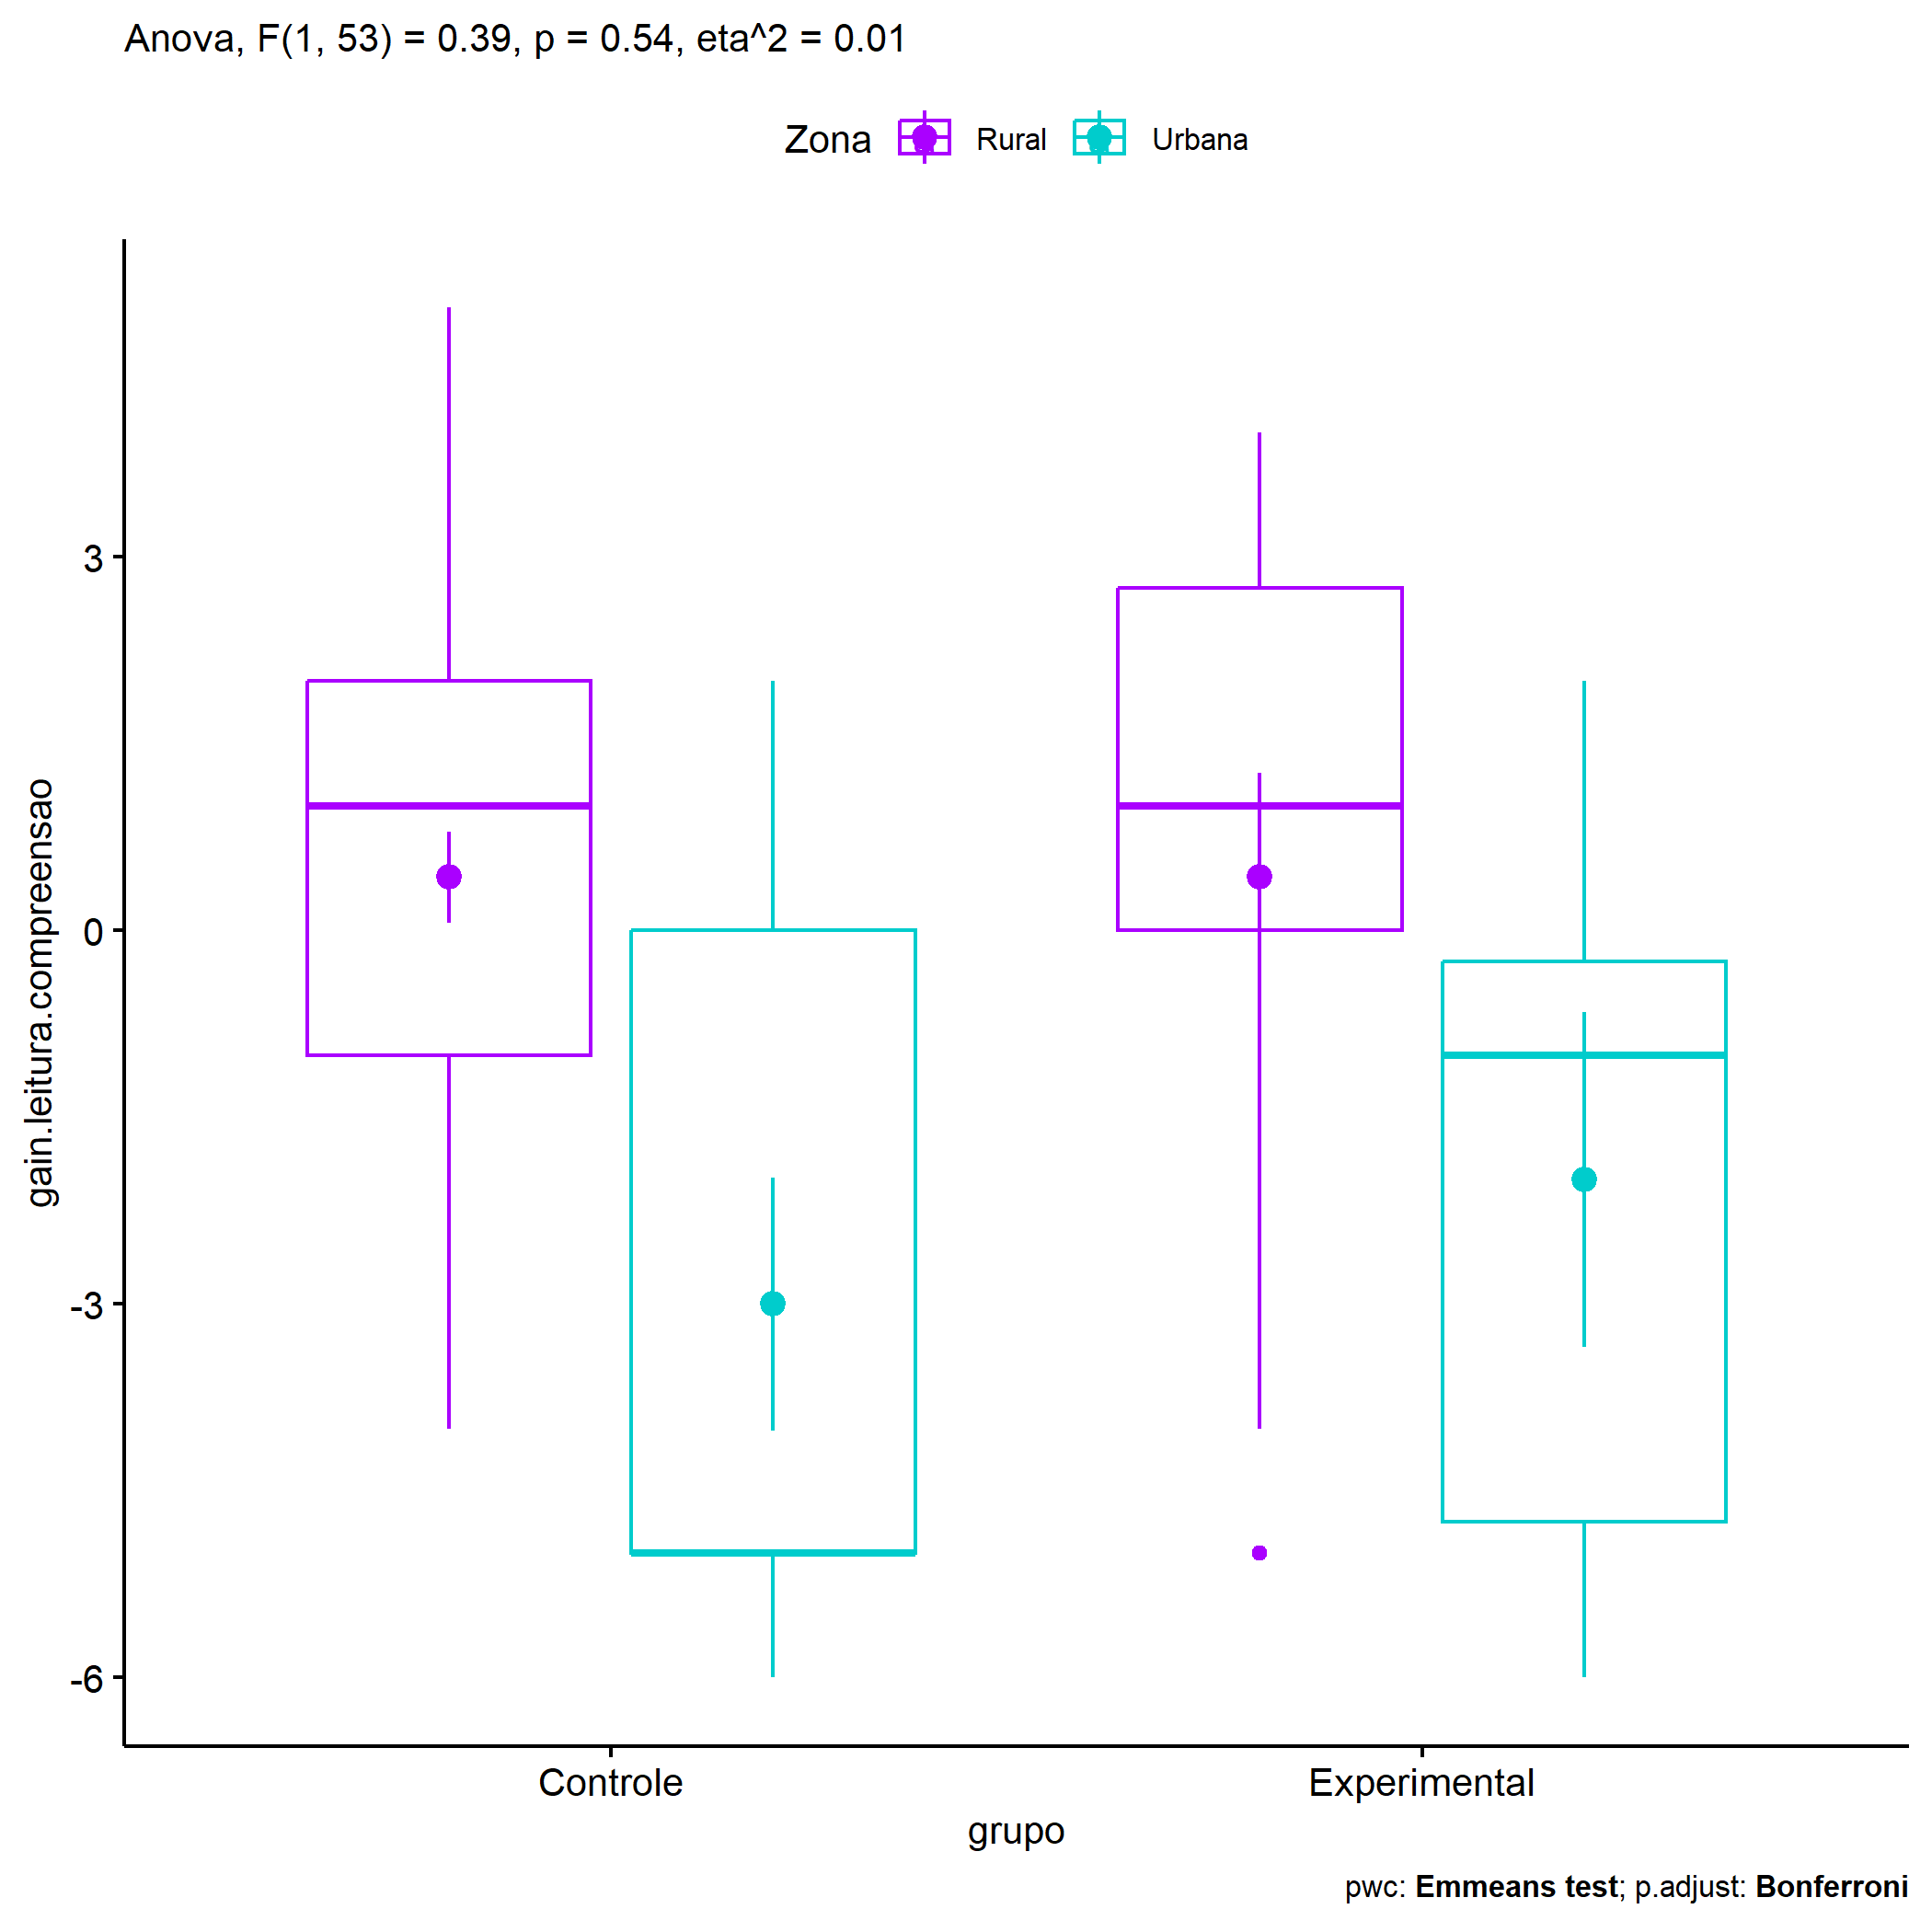 Anova, F(1, 53) = 0.39, p = 0.54, eta^2 = 0.01
Zona Rural Urbana
gain.leitura.compreensao
3
0
-3
-6
Controle Experimental
grupo
pwc: Emmeans test; p.adjust: Bonferroni